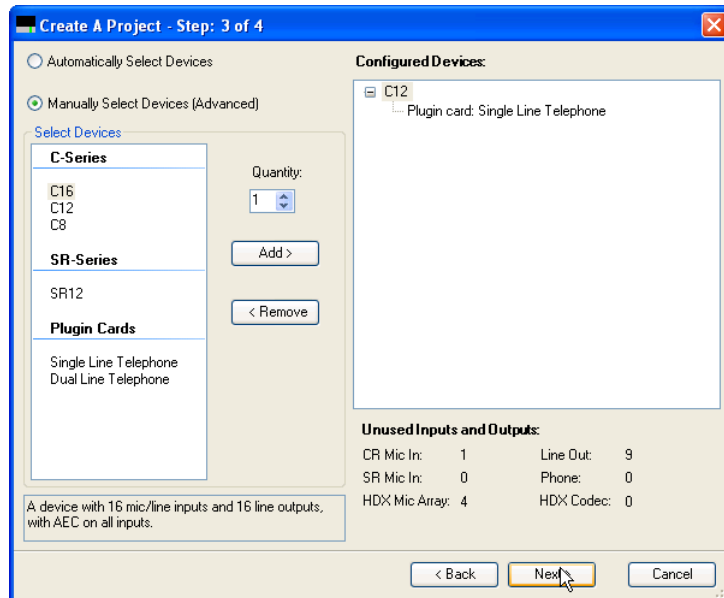 Create A Project - Step: 3 of 4
Automatically Select Devices
Manually Select Devices (Advanced)
Select Devices
C-Series
C16
C12
C8
SR-Series
SR12
Plugin Cards
Single Line Telephone
Dual Line Telephone
Quantity:
1
Add >
< Remove
A device with 16 mic/line inputs and 16 line outputs,
with AEC on all inputs.
Configured Devices:
C12
Plugin card: Single Line Telephone
Unused Inputs and Outputs:
CR Mic In: 1 Line Out: 9
SR Mic In: 0 Phone: 0
HDX Mic Array: 4 HDX Codec: 0
< Back
Next
Cancel